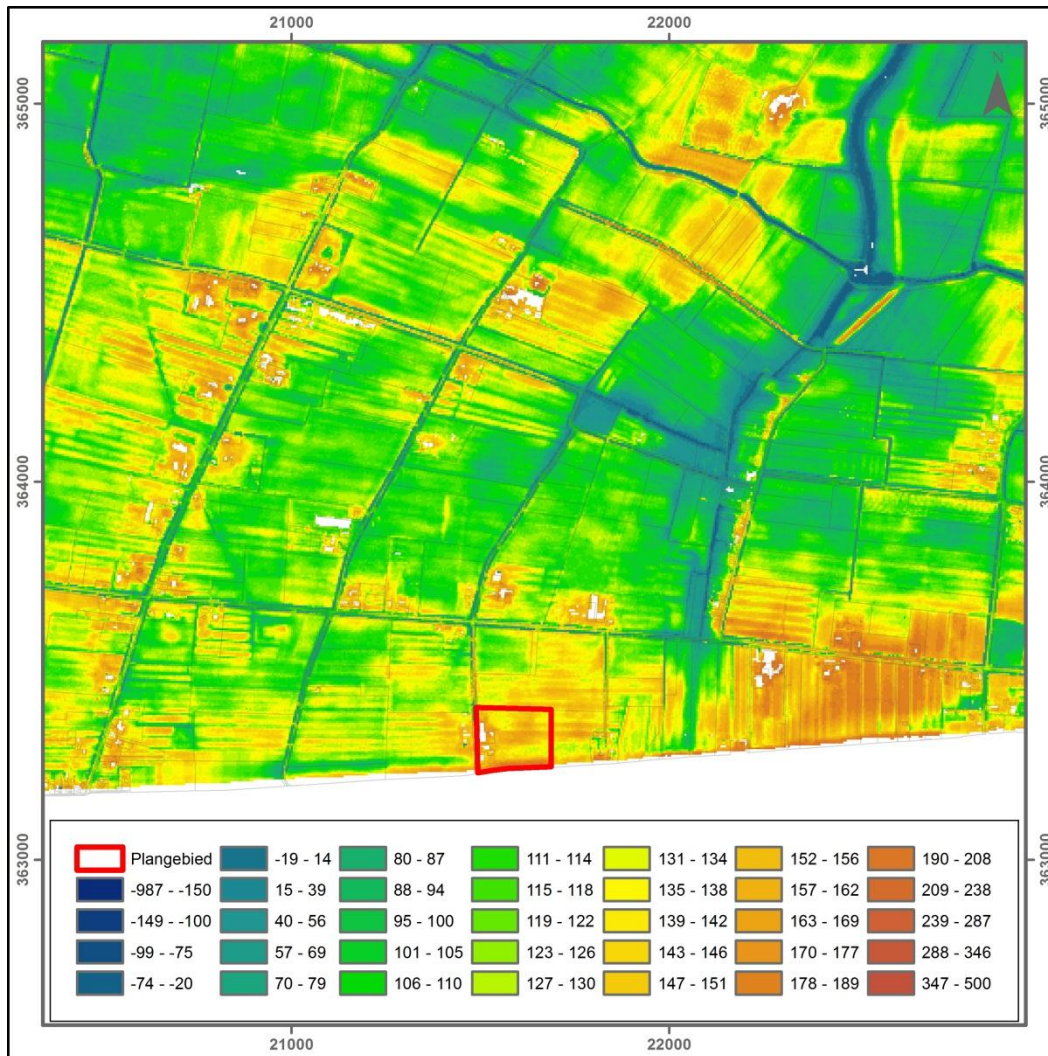 21000 22000
N
365000 365000
364000 364000
363000 363000
Plangebied -19 - 14 80 - 87 111 - 114 131 - 134 152 - 156 190 - 208
-987 - -150 15 - 39 88 - 94 115 - 118 135 - 138 157 - 162 209 - 238
-149 - -100 40 - 56 95 - 100 119 - 122 139 - 142 163 - 169 239 - 287
-99 - -75 57 - 69 101 - 105 123 - 126 143 - 146 170 - 177 288 - 346
-74 - -20 70 - 79 106 - 110 127 - 130 147 - 151 178 - 189 347 - 500
21000 22000